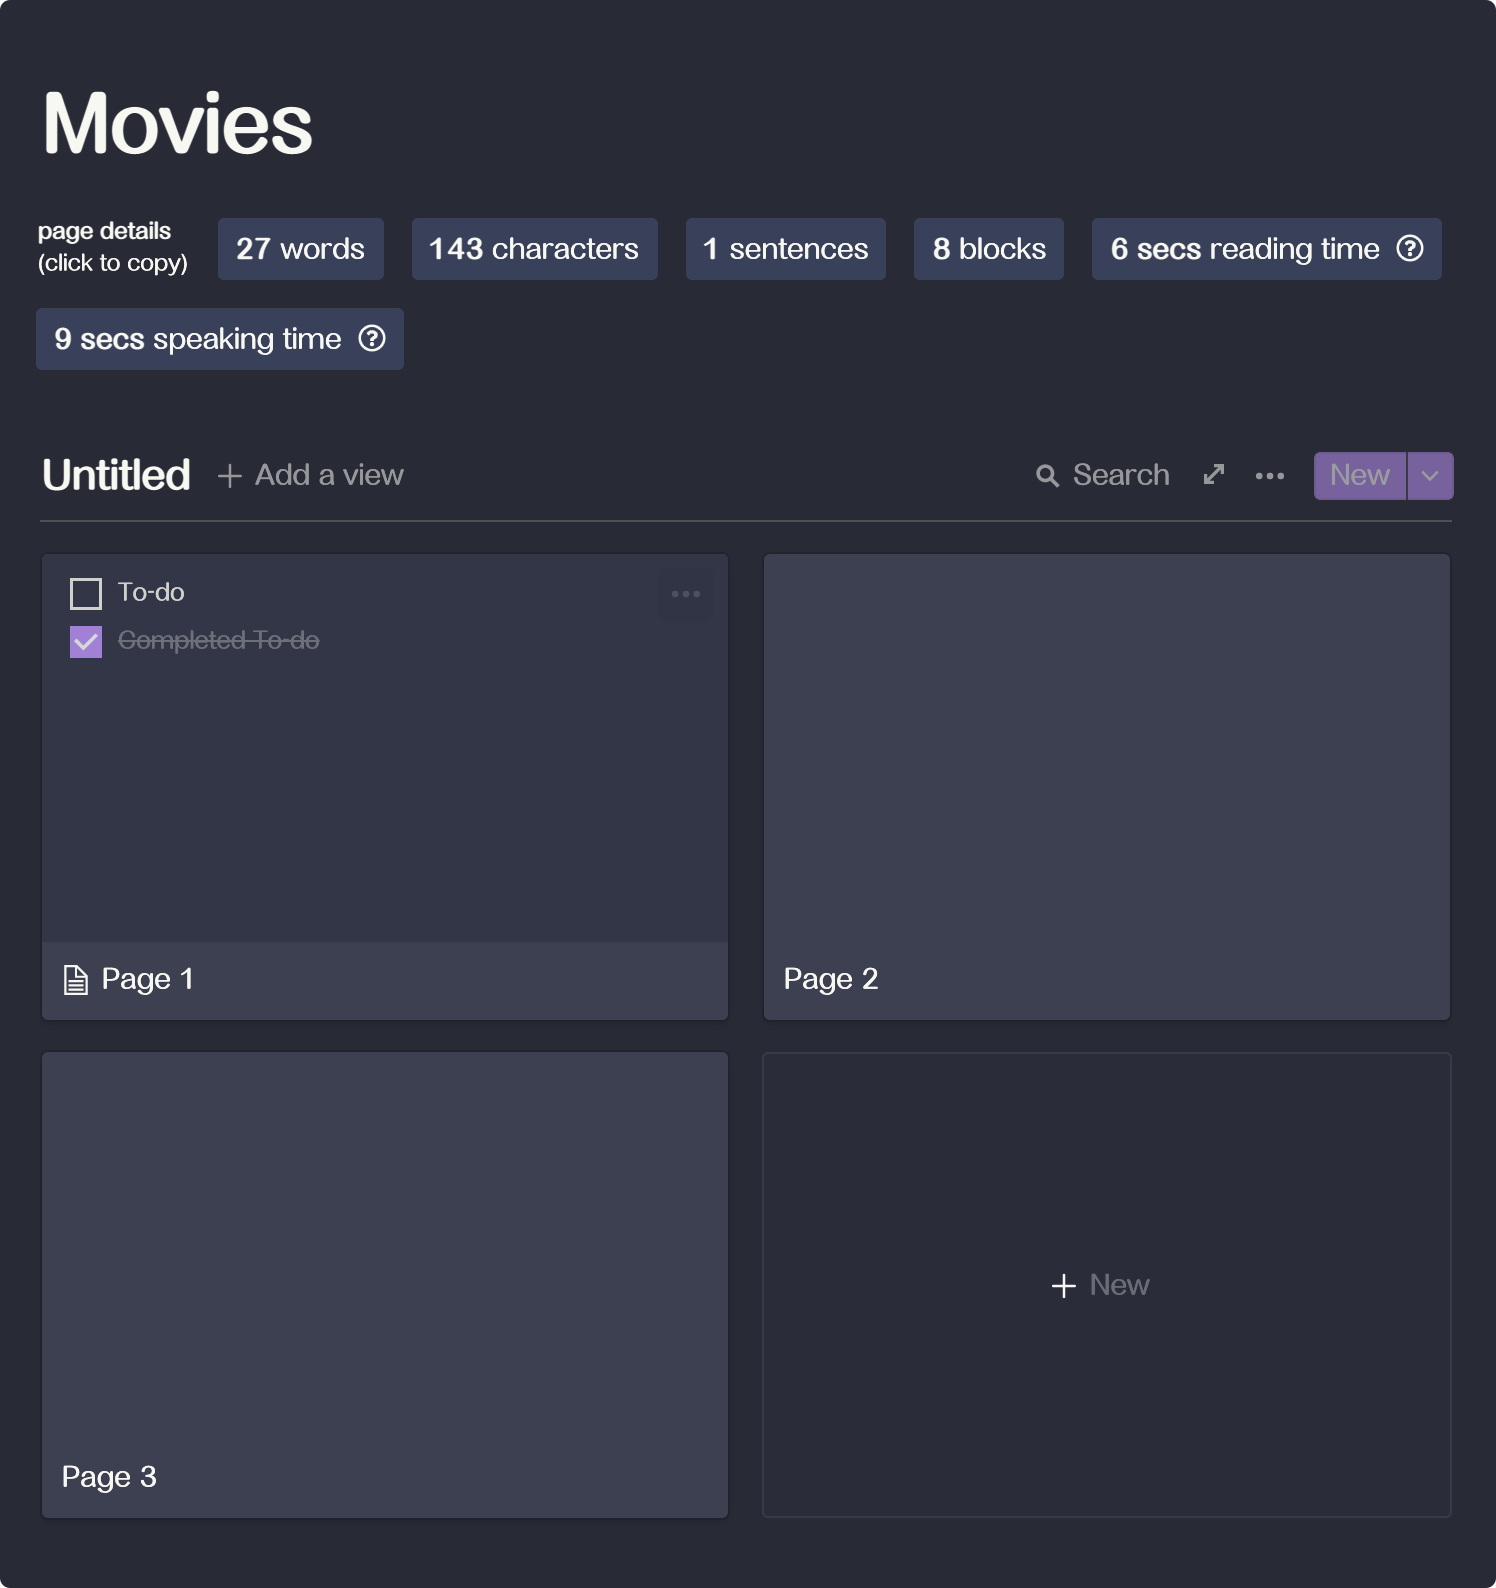 Movies
page details
(click to copy)
27 words
143 characters
1 sentences
8 blocks
6 secs reading time
9 secs speaking time
Untitled
Add a view
Search
New
To-do
Completed To-do
Page 1
Page 2
Page 3
New